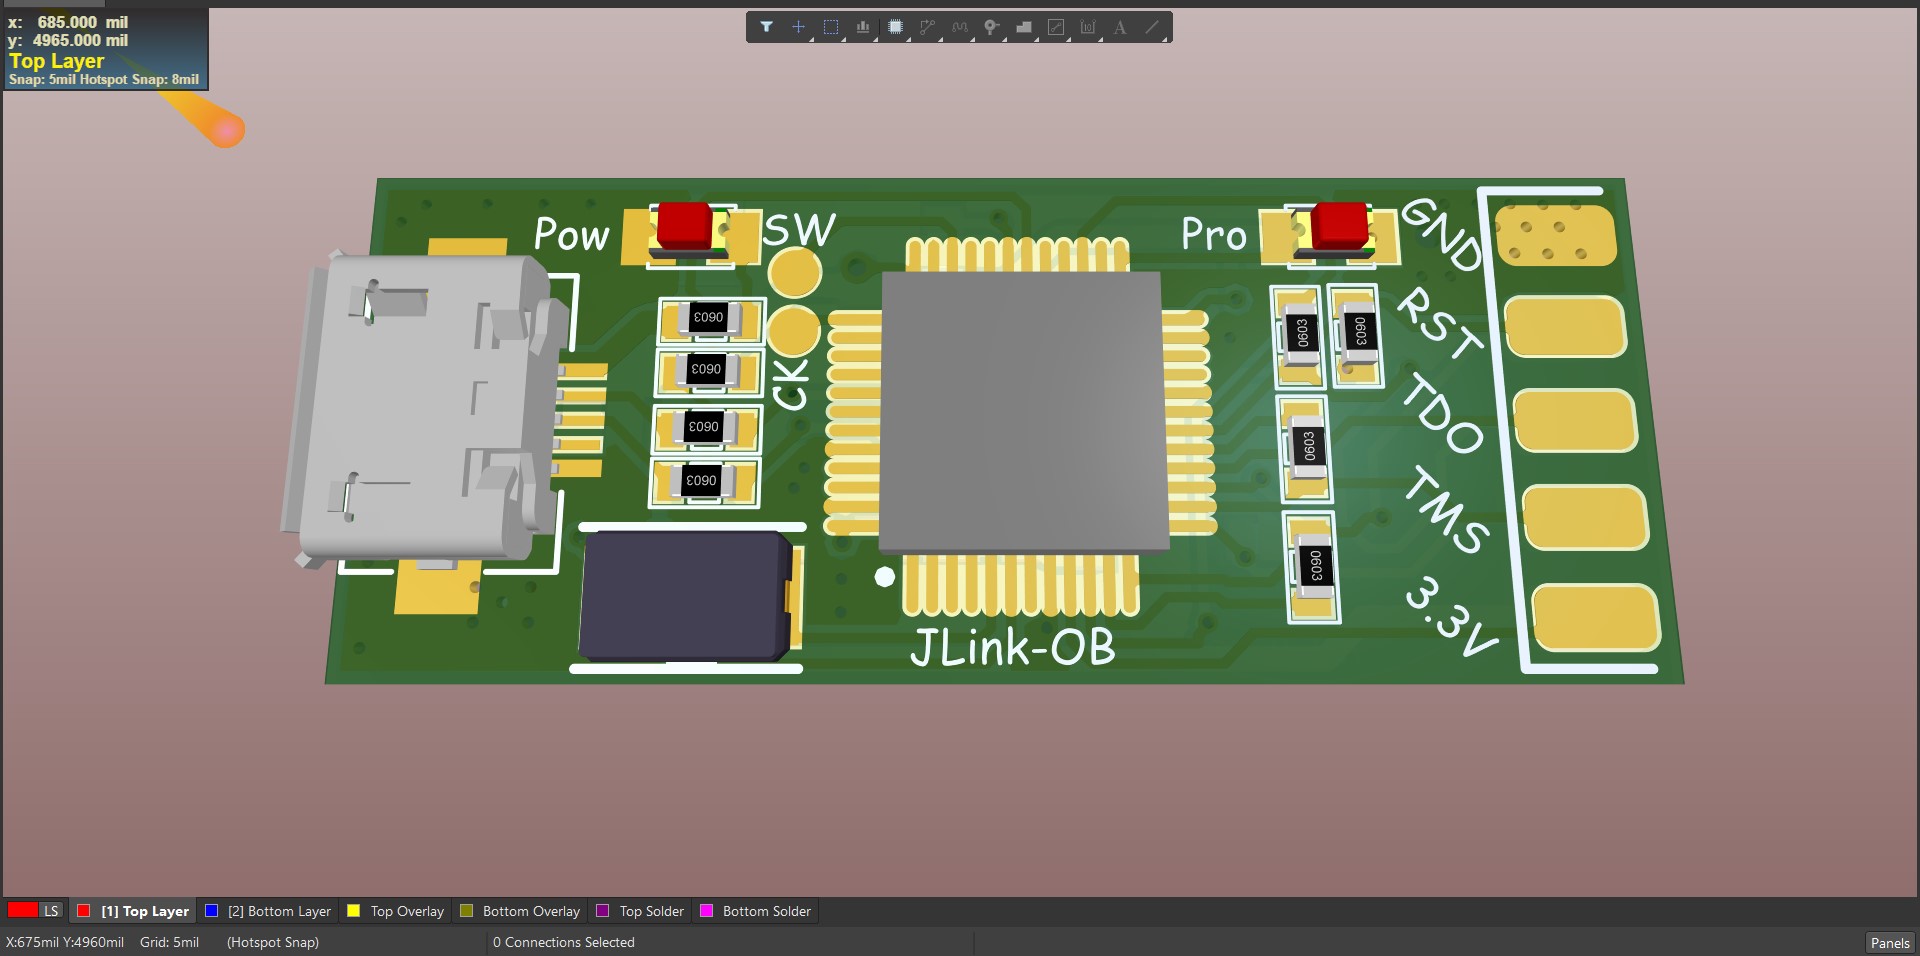 x: 685.000 mil
y: 4965.000 mil
Top Layer
Snap: 5mil Hotspot Snap: 8mil
A
Pow
SW
Pro
GND
0603
0603
0603
0603
CK
0603
0603
0603
0603
RST
TDO
TMS
3.3V
JLink-OB
LS
[1] Top Layer
[2] Bottom Layer
Top Overlay
Bottom Overlay
Top Solder
Bottom Solder
X:675mil Y:4960mil Grid: 5mil (Hotspot Snap)
0 Connections Selected
Panels